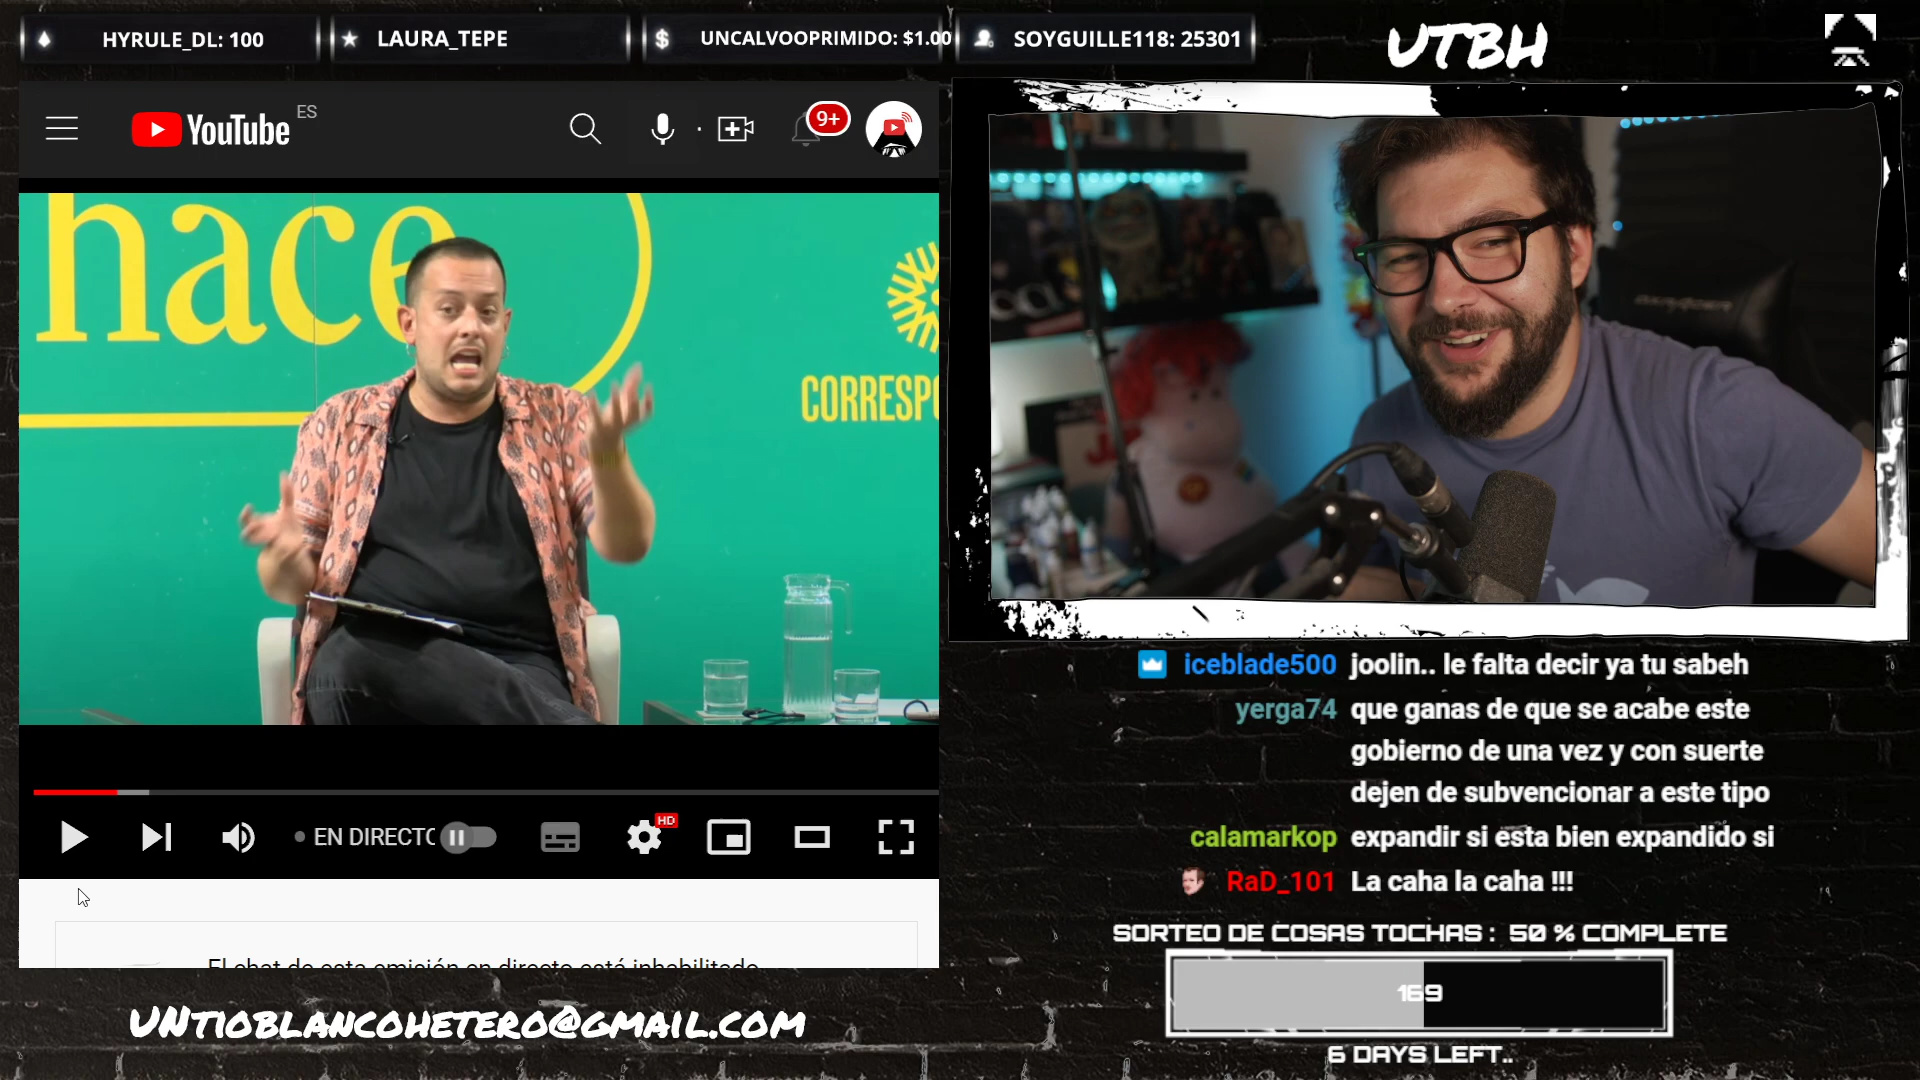 HYRULE_DL: 100
LAURA_TEPE
$ UNCALVOOPRIMIDO: $1.00
SOYGUILLE118: 25301
UTBH
YouTube ES
9+
hace
CORRESP
EN DIRECTO
HD
El chat de esta emisión en directo está inhabilitado
UNTIOBLANCOHETERO@GMAIL.COM
iceblade500 joolin.. le falta decir ya tu sabeh
yerga74 que ganas de que se acabe este
gobierno de una vez y con suerte
dejen de subvencionar a este tipo
calamarkop expandir si esta bien expandido si
RaD_101 La caha la caha !!!
SORTEO DE COSAS TOCHAS : 50 % COMPLETE
169
6 DAYS LEFT..